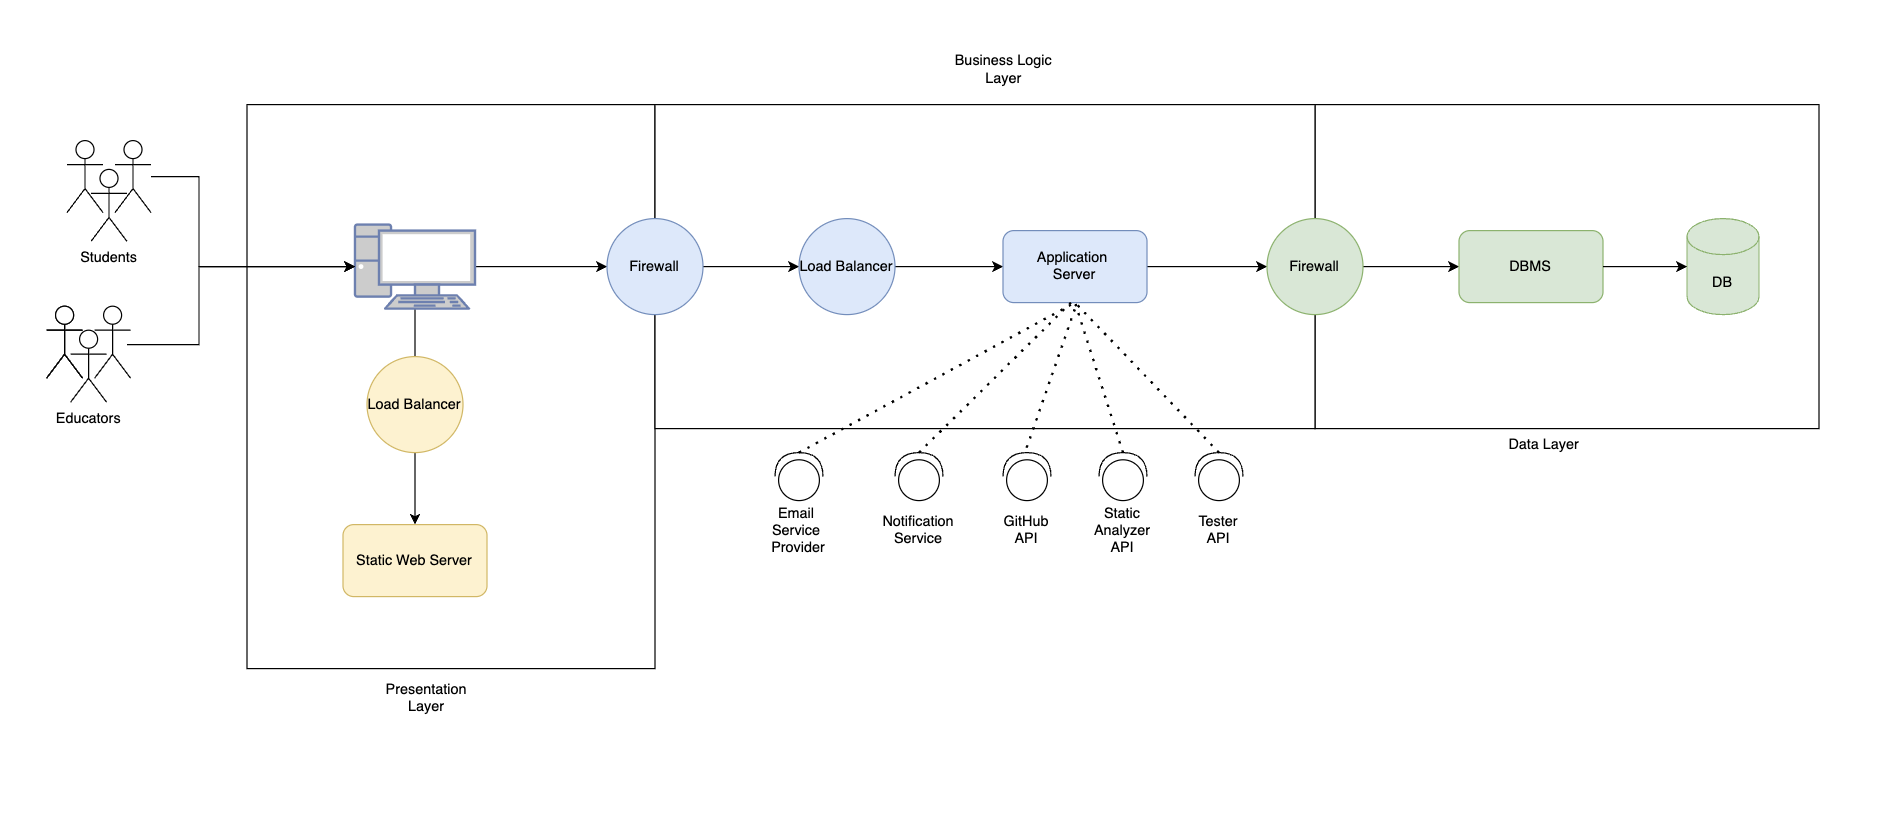 Business Logic
Layer
Students
Educators
Firewall
Load Balancer
Application
Server
Firewall
DBMS
DB
Load Balancer
Static Web Server
Data Layer
Email
Service
Provider
Notification
Service
GitHub
API
Static
Analyzer
API
Tester
API
Presentation
Layer